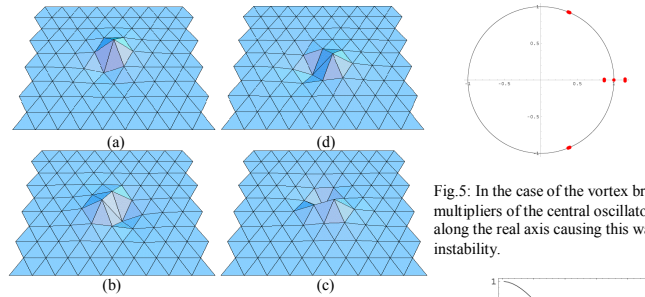 (a)
(d)
(b)
(c)
1
0.5
-1
-0.5
0.5
1
-0.5
-1
Fig.5: In the case of the vortex br
multipliers of the central oscillato
along the real axis causing this wa
instability.
1